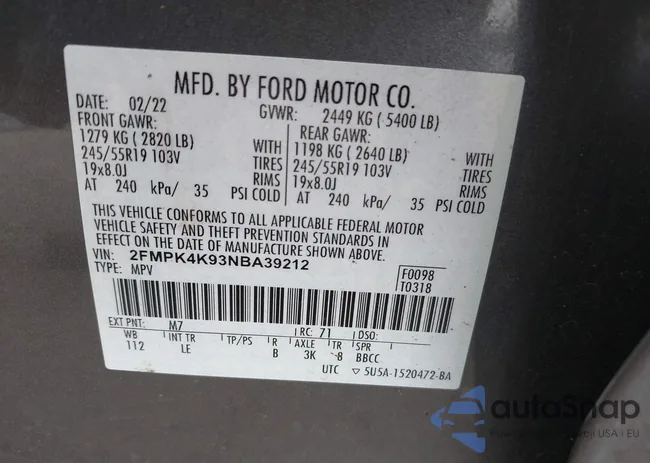 MFD. BY FORD MOTOR CO.
DATE: 02/22 GVWR: 2449 KG ( 5400 LB)
FRONT GAWR: REAR GAWR:
1279 KG ( 2820 LB) WITH 1198 KG ( 2640 LB) WITH
245/55R19 103V TIRES 245/55R19 103V TIRES
19x8.0J RIMS 19x8.0J RIMS
AT 240 kPa/ 35 PSI COLD AT 240 kPa/ 35 PSI COLD
THIS VEHICLE CONFORMS TO ALL APPLICABLE FEDERAL MOTOR
VEHICLE SAFETY AND THEFT PREVENTION STANDARDS IN
EFFECT ON THE DATE OF MANUFACTURE SHOWN ABOVE.
VIN: 2FMPK4K93NBA39212
TYPE: MPV
F0098
T0318
EXT PNT: M7 RC: 71 DSO:
WB INT TR TP/PS R AXLE TR SPR
112 LE B 3K 8 BBCC
UTC ▽ 5U5A-1520472-BA
autoSnap
USA i EU